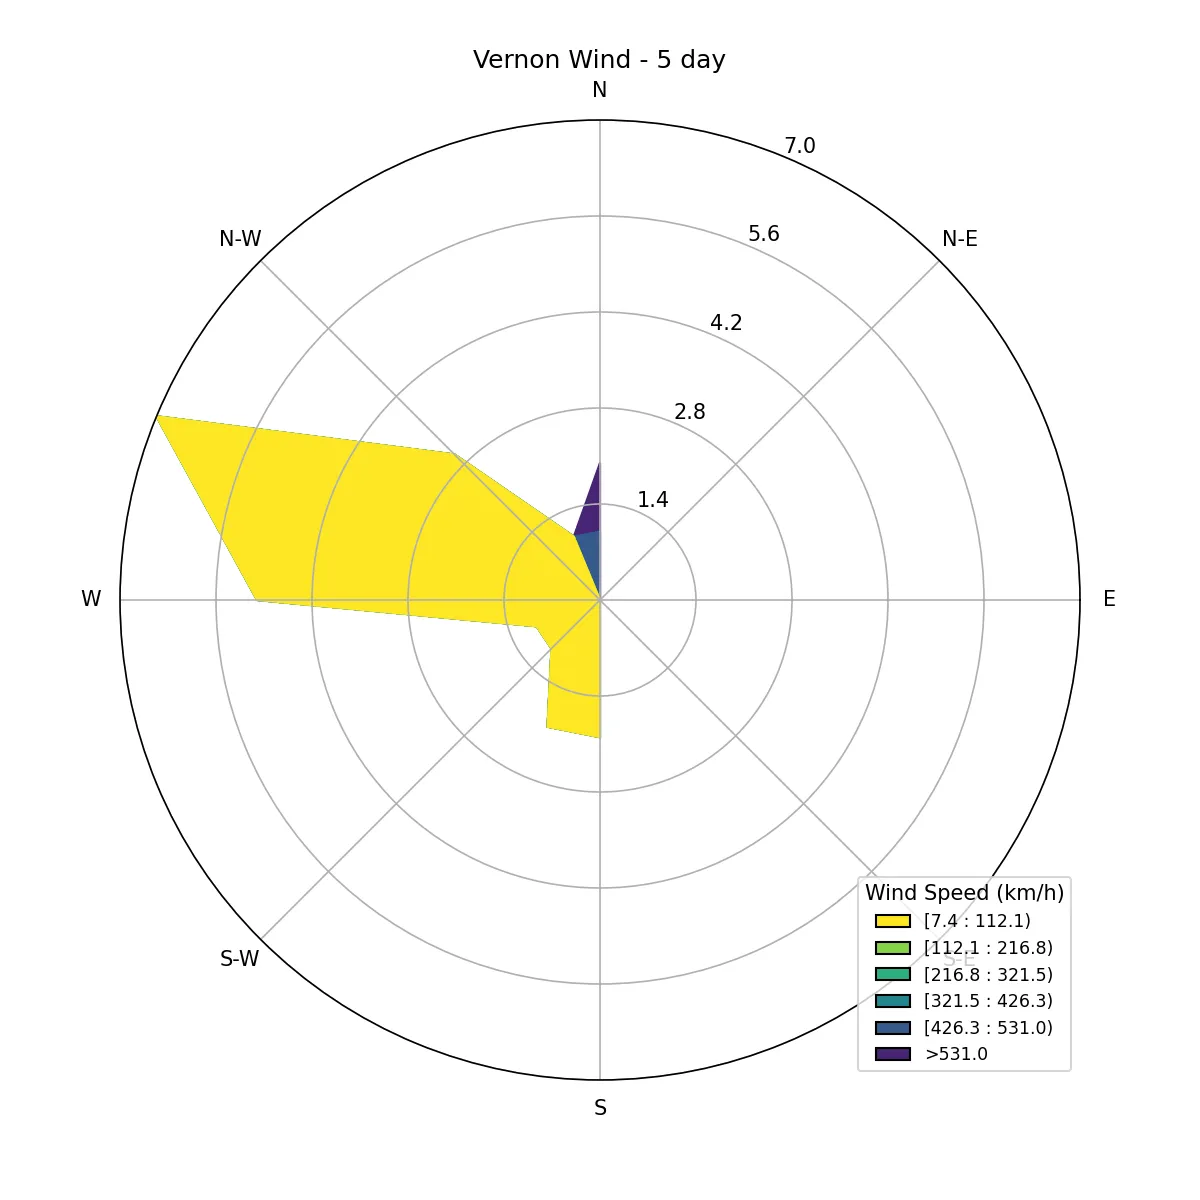 Vernon Wind - 5 day
N
7.0
N-W
5.6
N-E
4.2
2.8
1.4
W
E
Wind Speed (km/h)
[7.4 : 112.1)
[112.1 : 216.8)
S-W
S-E
[216.8 : 321.5)
[321.5 : 426.3)
[426.3 : 531.0)
>531.0
S